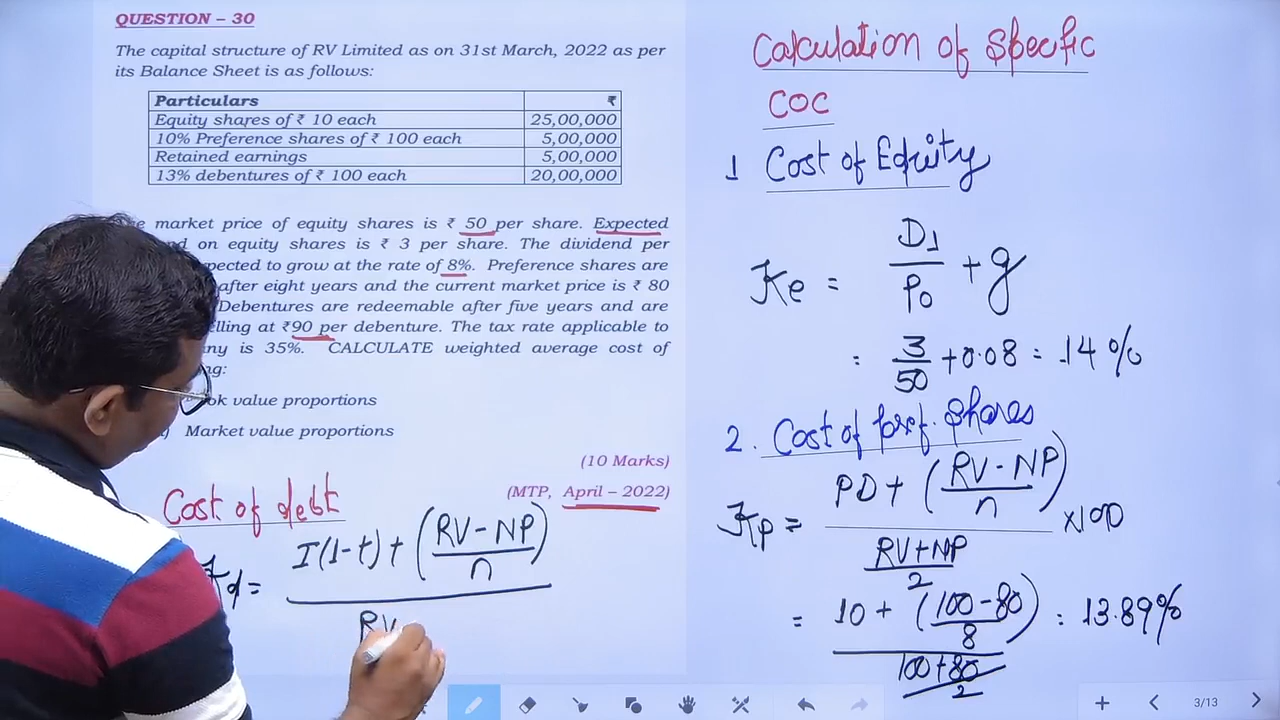 QUESTION – 30
The capital structure of RV Limited as on 31st March, 2022 as per
its Balance Sheet is as follows:
Particulars ₹
Equity shares of ₹ 10 each 25,00,000
10% Preference shares of ₹ 100 each 5,00,000
Retained earnings 5,00,000
13% debentures of ₹ 100 each 20,00,000
market price of equity shares is ₹ 50 per share. Expected
on equity shares is ₹ 3 per share. The dividend per
to grow at the rate of 8%. Preference shares are
after eight years and the current market price is ₹ 80
Debentures are redeemable after five years and are
at ₹90 per debenture. The tax rate applicable to
is 35%. CALCULATE weighted average cost of
value proportions
Market value proportions
(10 Marks)
(MTP, April – 2022)
Cost of debt
Kd = I(1-t) + (RV-NP/n)
RV
Calculation of Specific
COC
1 Cost of Equity
Ke = D1/P0 + g
= 3/50 + 0.08 = 14%
2. Cost of pref. Shares
Kp = PD + (RV-NP/n) / RV+NP/2 x100
= 10 + (100-80/8) / 100+80/2 = 13.89%
3/13